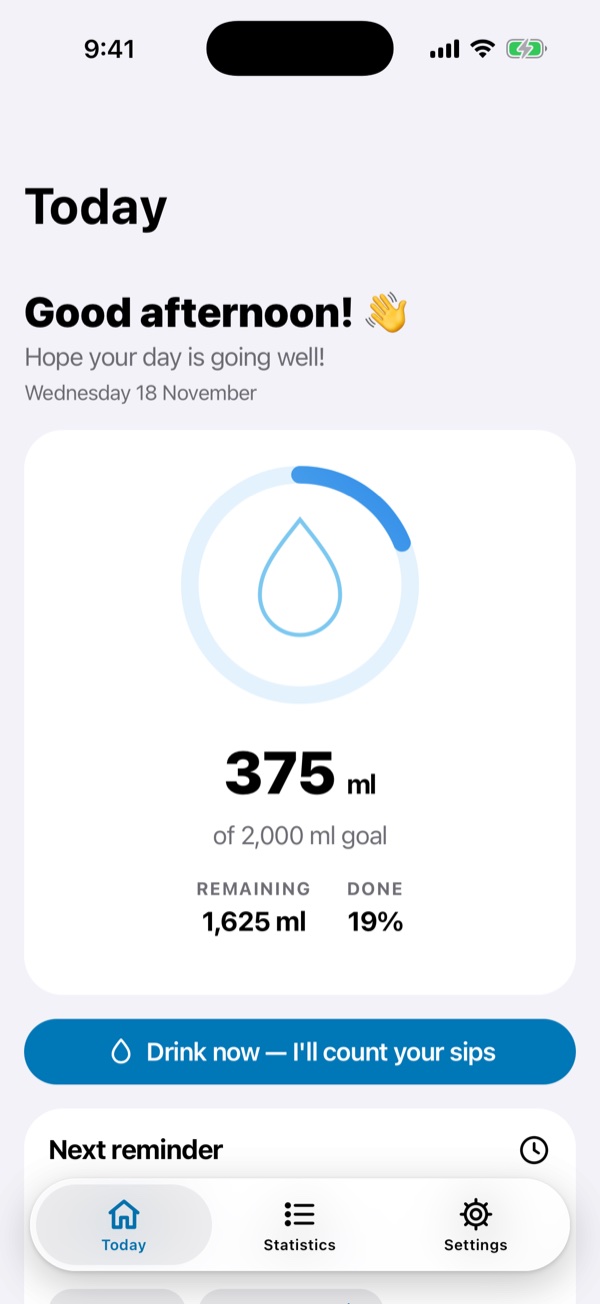 9:41
Today
Good afternoon! 👋
Hope your day is going well!
Wednesday 18 November
375 ml
of 2,000 ml goal
REMAINING DONE
1,625 ml 19%
Drink now — I'll count your sips
Next reminder
Today Statistics Settings